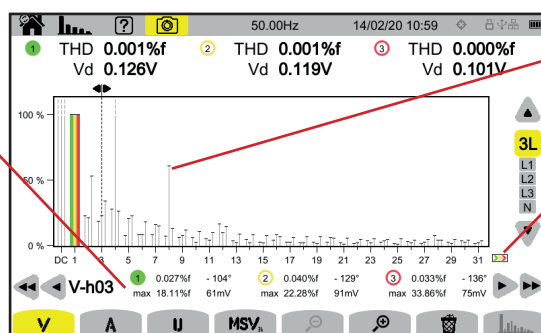 ? 50.00Hz 14/02/20 10:59
1 THD 0.001%f 2 THD 0.001%f 3 THD 0.000%f
Vd 0.126V Vd 0.119V Vd 0.101V
100 %
50 %
0 %
3L
L1
L2
L3
N
DC 1 3 5 7 9 11 13 15 17 19 21 23 25 27 29 31
V-h03 1 0.027%f - 104° 2 0.040%f - 129° 3 0.033%f - 136°
max 18.11%f 61mV max 22.28%f 91mV max 33.86%f 75mV
V A U MSV